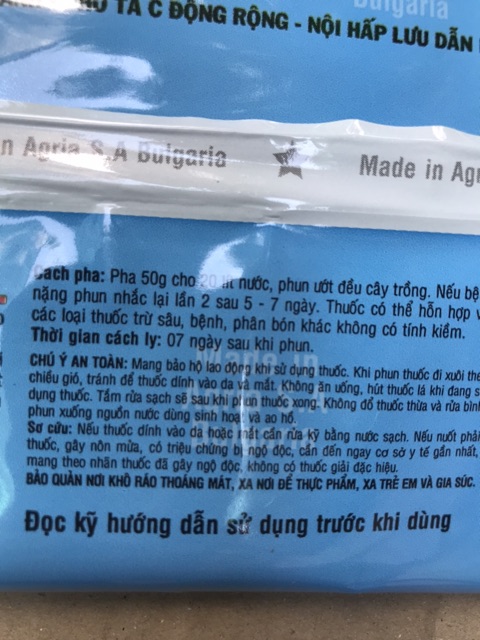 Bulgaria
TÁC ĐỘNG RỘNG - NỘI HẤP LƯU DẪN
Agria S.A Bulgaria ★ Made in
Cách pha: Pha 50g cho 20 lít nước, phun ướt đều cây trồng. Nếu bệ
nặng phun nhắc lại lần 2 sau 5 - 7 ngày. Thuốc có thể hỗn hợp v
các loại thuốc trừ sâu, bệnh, phân bón khác không có tính kiềm.
Thời gian cách ly: 07 ngày sau khi phun.
CHÚ Ý AN TOÀN: Mang bảo hộ lao động khi sử dụng thuốc. Khi phun thuốc đi xuôi the
chiều gió, tránh để thuốc dính vào da và mắt. Không ăn uống, hút thuốc lá khi đang s
dụng thuốc. Tắm rửa sạch sẽ sau khi phun thuốc xong. Không đổ thuốc thừa và rửa bình
phun xuống nguồn nước dùng sinh hoạt và ao hồ.
Sơ cứu: Nếu thuốc dính vào da hoặc mắt cần rửa kỹ bằng nước sạch. Nếu nuốt phải
thuốc, gây nôn mửa, có triệu chứng bị ngộ độc, cần đến ngay cơ sở y tế gần nhất,
mang theo nhãn thuốc đã gây ngộ độc, không có thuốc giải đặc hiệu.
BẢO QUẢN NƠI KHÔ RÁO THOÁNG MÁT, XA NƠI ĐỂ THỰC PHẨM, XA TRẺ EM VÀ GIA SÚC.
Đọc kỹ hướng dẫn sử dụng trước khi dùng